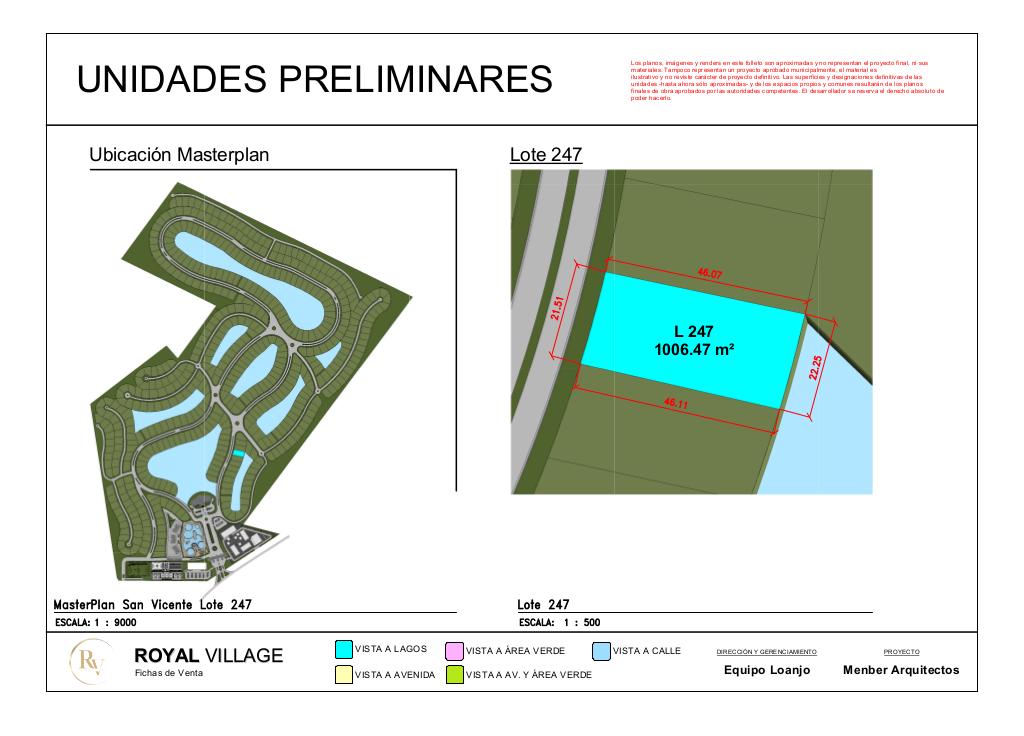 UNIDADES PRELIMINARES
Los planos, imágenes y renders en este folleto son aproximadas y no representan el proyecto final, ni sus
materiales. Tampoco representan un proyecto aprobado municipalmente, el material es
ilustrativo y no reviste carácter de proyecto definitivo. Las superficies y designaciones definitivas de las
unidades -hasta ahora sólo aproximadas- y de los espacios propios y comunes resultarán de los planos
finales de obra aprobados por las autoridades competentes. El desarrollador se reserva el derecho absoluto de
poder hacerlo.
Ubicación Masterplan
Lote 247
46.07
21.51
L 247
1006.47 m²
22.25
46.11
MasterPlan San Vicente Lote 247
ESCALA: 1 : 9000
Lote 247
ESCALA: 1 : 500
RV
ROYAL VILLAGE
Fichas de Venta
VISTA A LAGOS
VISTA A ÁREA VERDE
VISTA A CALLE
VISTA A AVENIDA
VISTA A AV. Y ÁREA VERDE
DIRECCIÓN Y GERENCIAMIENTO
Equipo Loanjo
PROYECTO
Menber Arquitectos